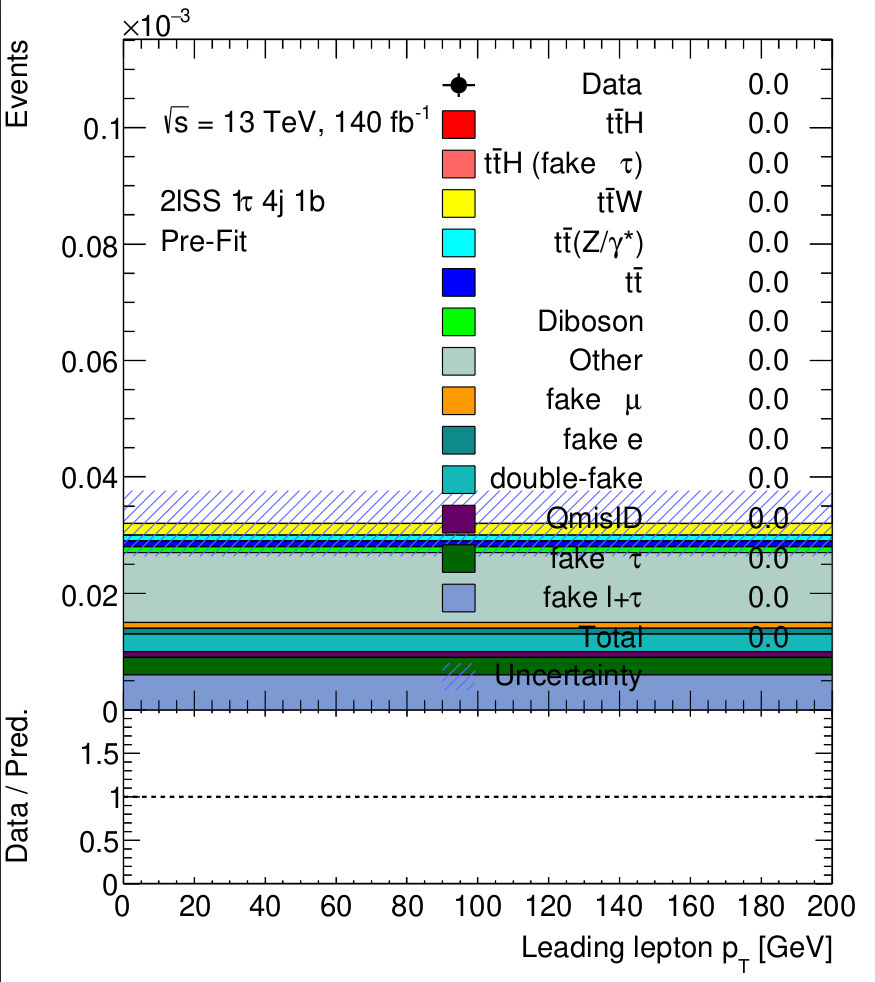 ×10⁻³
Events
0.1
0.08
0.06
0.04
0.02
0
√s = 13 TeV, 140 fb⁻¹
2lSS 1τ 4j 1b
Pre-Fit
Data 0.0
tt̄H 0.0
tt̄H (fake τ) 0.0
tt̄W 0.0
tt̄(Z/γ*) 0.0
tt̄ 0.0
Diboson 0.0
Other 0.0
fake μ 0.0
fake e 0.0
double-fake 0.0
QmisID 0.0
fake τ 0.0
fake l+τ 0.0
Total 0.0
Uncertainty
Data / Pred.
1.5
1
0.5
0
0 20 40 60 80 100 120 140 160 180 200
Leading lepton p_T [GeV]